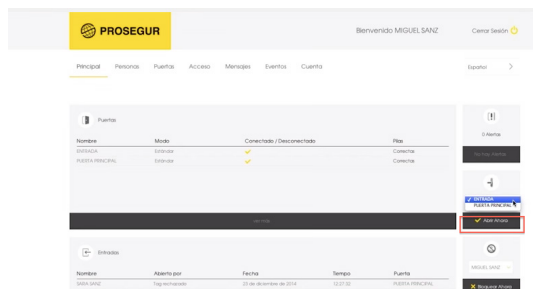 PROSEGUR
Bienvenido MIGUEL SANZ
Cerrar Sesión
Principal Personas Puertas Acceso Mensajes Eventos Cuenta
Español
Puertas
Nombre Modo Conectado / Desconectado Pilas
ENTRADA Estándar Correctas
PUERTA PRINCIPAL Estándar Correctas
ver más
0 Alertas
ENTRADA
PUERTA PRINCIPAL
Abrir Ahora
Entradas
Nombre Abierto por Fecha Tiempo Puerta
SARA SANZ Tag rechazado 23 de diciembre de 2014 12:27:32 PUERTA PRINCIPAL
MIGUEL SANZ
Bloquear Ahora